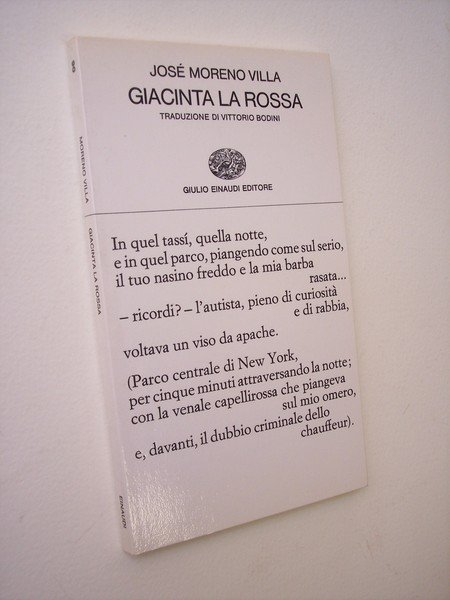 JOSÉ MORENO VILLA
GIACINTA LA ROSSA
TRADUZIONE DI VITTORIO BODINI
GIULIO EINAUDI EDITORE
In quel tassí, quella notte,
e in quel parco, piangendo come sul serio,
il tuo nasino freddo e la mia barba
rasata...
– ricordi? – l'autista, pieno di curiosità
e di rabbia,
voltava un viso da apache.
(Parco centrale di New York,
per cinque minuti attraversando la notte;
con la venale capellirossa che piangeva
sul mio omero,
e, davanti, il dubbio criminale dello
chauffeur).
MORENO VILLA
GIACINTA LA ROSSA
EINAUDI